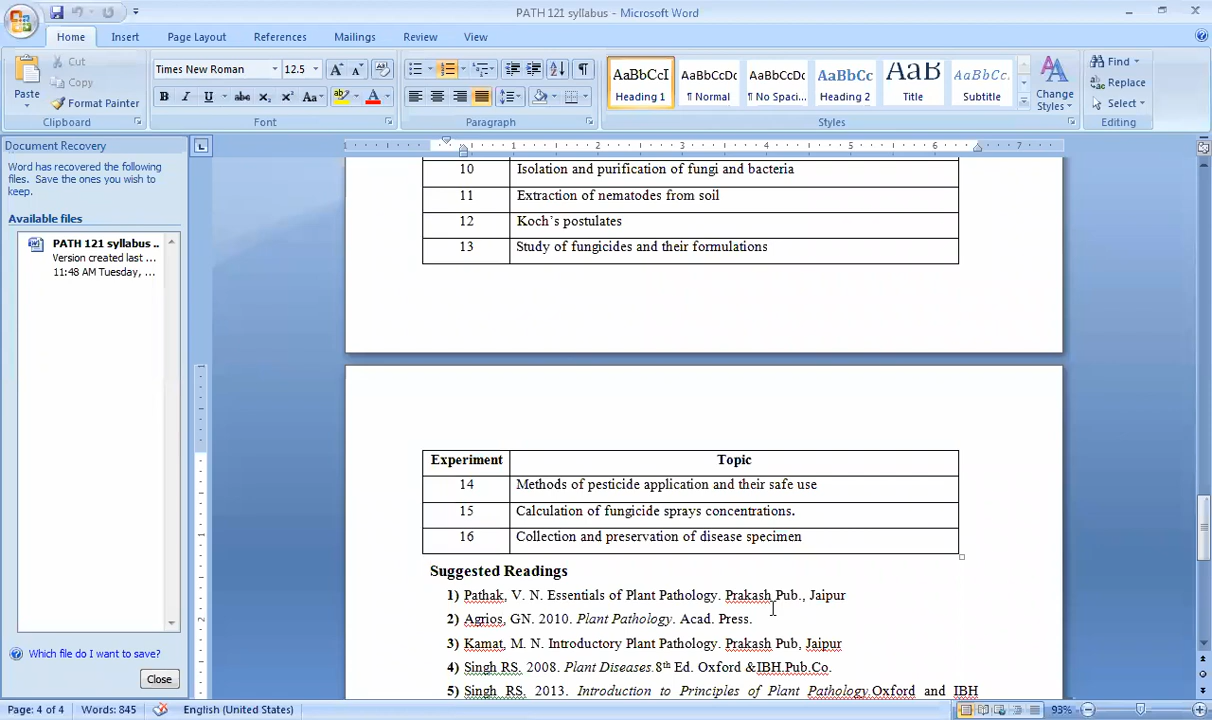 PATH 121 syllabus - Microsoft Word
Home Insert Page Layout References Mailings Review View
Paste Cut Copy Format Painter Clipboard
Times New Roman 12.5 Font
Paragraph
AaBbCcI Heading 1 AaBbCcDc ¶ Normal AaBbCcDc ¶ No Spaci... AaBbCc Heading 2 AaB Title AaBbCc. Subtitle Change Styles Styles
Find Replace Select Editing
Document Recovery
Word has recovered the following
files. Save the ones you wish to
keep.
Available files
PATH 121 syllabus ..
Version created last ...
11:48 AM Tuesday, ...
Which file do I want to save?
Close
10 Isolation and purification of fungi and bacteria
11 Extraction of nematodes from soil
12 Koch’s postulates
13 Study of fungicides and their formulations
Experiment Topic
14 Methods of pesticide application and their safe use
15 Calculation of fungicide sprays concentrations.
16 Collection and preservation of disease specimen
Suggested Readings
1) Pathak, V. N. Essentials of Plant Pathology. Prakash Pub., Jaipur
2) Agrios, GN. 2010. Plant Pathology. Acad. Press.
3) Kamat, M. N. Introductory Plant Pathology. Prakash Pub, Jaipur
4) Singh RS. 2008. Plant Diseases.8th Ed. Oxford &IBH.Pub.Co.
5) Singh RS. 2013. Introduction to Principles of Plant Pathology.Oxford and IBH
Page: 4 of 4 Words: 845 English (United States) 93%